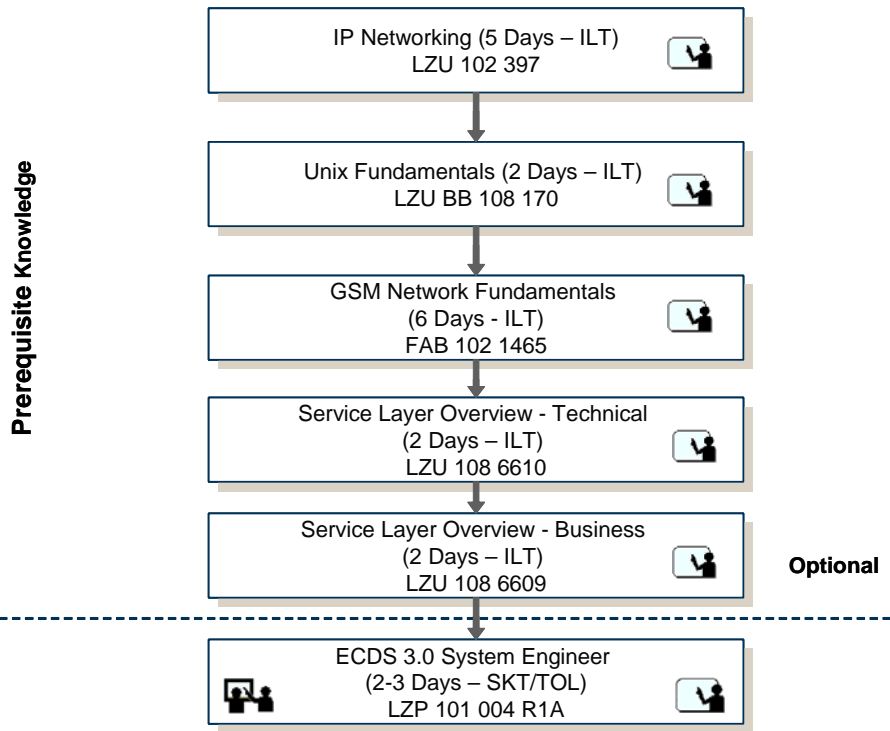 IP Networking (5 Days – ILT)
LZU 102 397
Unix Fundamentals (2 Days – ILT)
LZU BB 108 170
Prerequisite Knowledge
GSM Network Fundamentals
(6 Days - ILT)
FAB 102 1465
Service Layer Overview - Technical
(2 Days – ILT)
LZU 108 6610
Service Layer Overview - Business
(2 Days – ILT)
LZU 108 6609
Optional
ECDS 3.0 System Engineer
(2-3 Days – SKT/TOL)
LZP 101 004 R1A